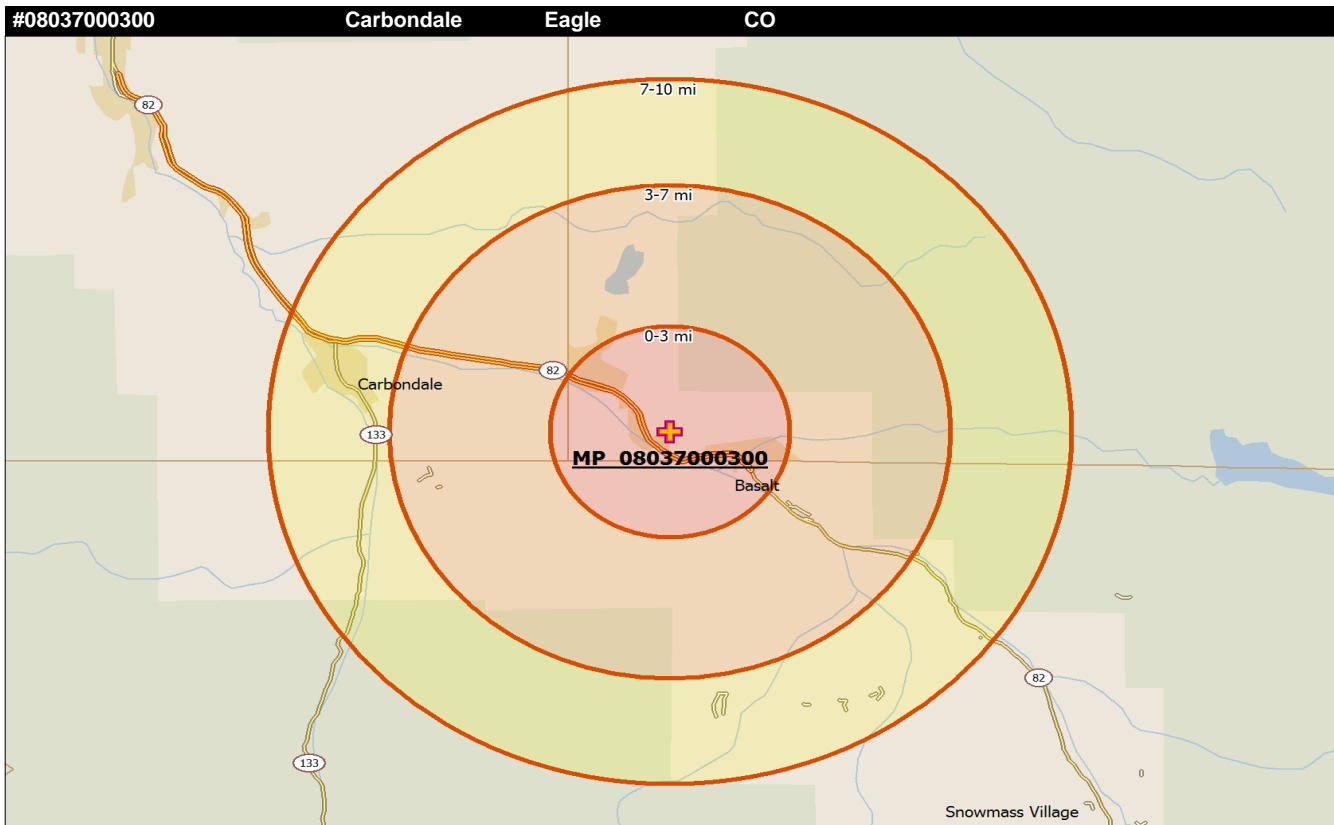 #08037000300 Carbondale Eagle CO
7-10 mi
82
3-7 mi
0-3 mi
82
Carbondale
133
MP 08037000300
Basalt
82
133
Snowmass Village